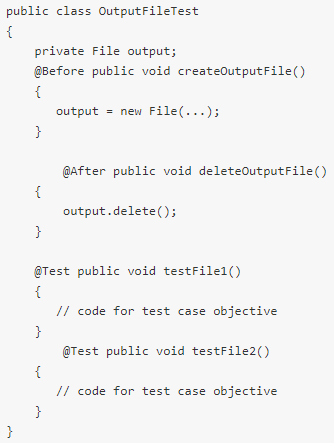 public class OutputFileTest
{
    private File output;
    @Before public void createOutputFile()
    {
       output = new File(...);
    }
        @After public void deleteOutputFile()
    {
        output.delete();
    }
    @Test public void testFile1()
    {
       // code for test case objective
    }
        @Test public void testFile2()
    {
       // code for test case objective
    }
}